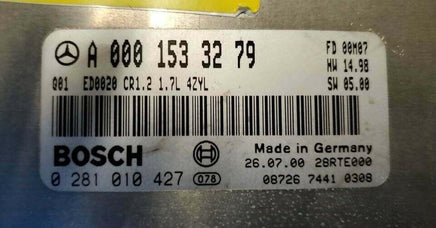 A 000 153 32 79
FD 00M07
HW 14.98
Q01 ED0020 CR1.2 1.7L 4ZYL
SW 05.00
BOSCH
Made in Germany
26.07.00 28RTE000
0 281 010 427 078
08726 7441 0308